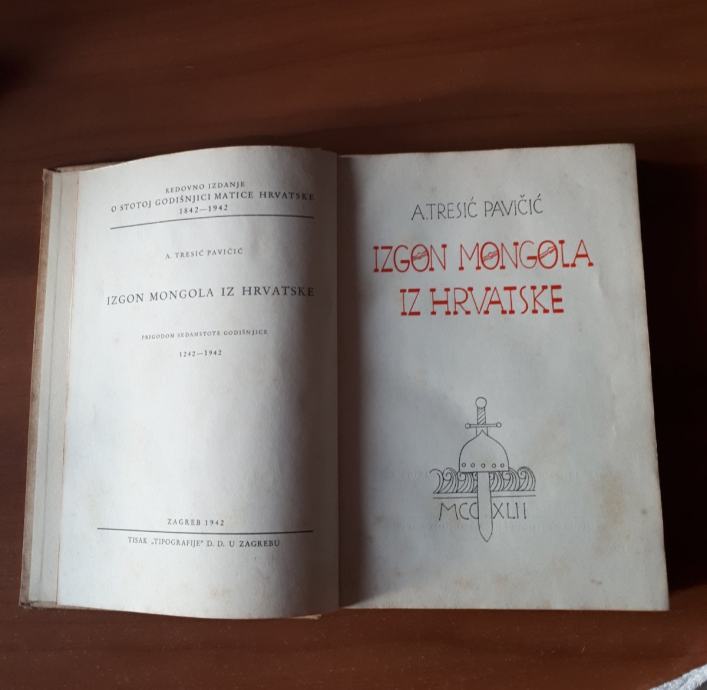 REDOVNO IZDANJE
O STOTOJ GODIŠNJICI MATICE HRVATSKE
1842—1942
A. TRESIĆ PAVIČIĆ
IZGON MONGOLA IZ HRVATSKE
PRIGODOM SEDAMSTOTE GODIŠNJICE
1242—1942
ZAGREB 1942
TISAK „TIPOGRAFIJE" D. D. U ZAGREBU
A.TRESIĆ PAVIČIĆ
IZGON MONGOLA
IZ HRVATSKE
MCCXLII